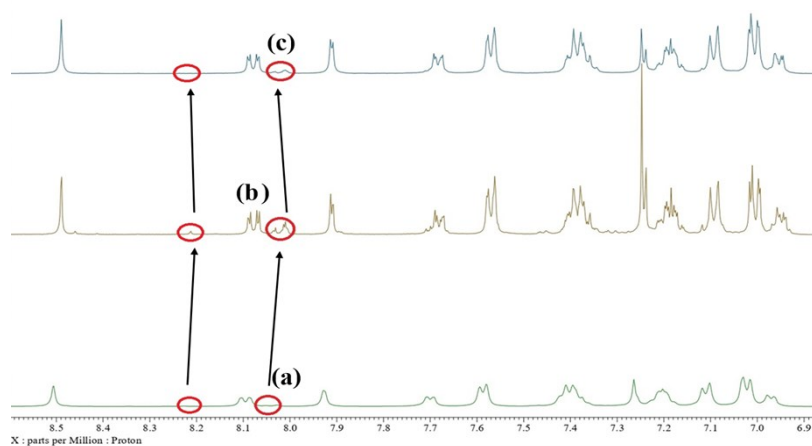 (c)
(b)
(a)
8.5 8.4 8.3 8.2 8.1 8.0 7.9 7.8 7.7 7.6 7.5 7.4 7.3 7.2 7.1 7.0 6.9
X : parts per Million : Proton